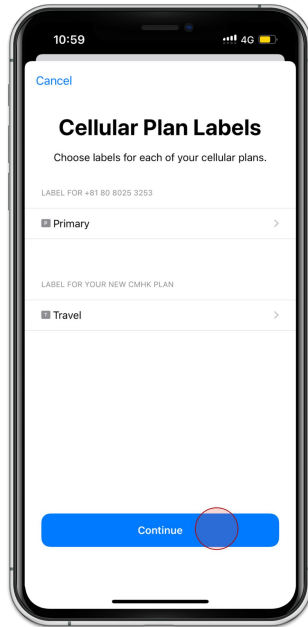 10:59
4G
Cancel
Cellular Plan Labels
Choose labels for each of your cellular plans.
LABEL FOR +81 80 8025 3253
P Primary
LABEL FOR YOUR NEW CMHK PLAN
T Travel
Continue